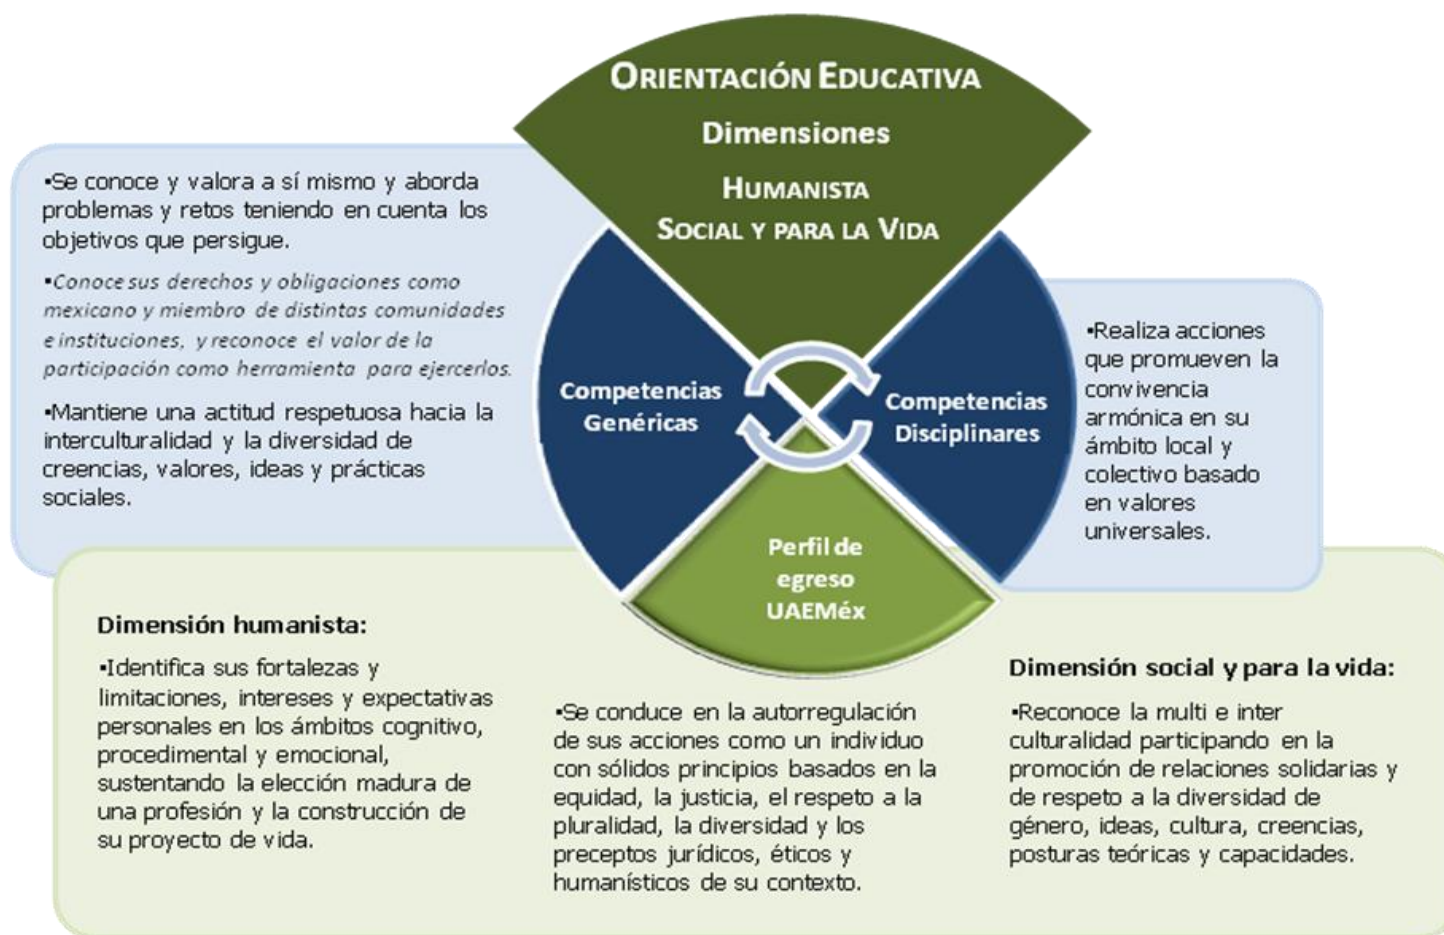 ORIENTACIÓN EDUCATIVA
Dimensiones
HUMANISTA
SOCIAL Y PARA LA VIDA
▪Se conoce y valora a sí mismo y aborda
problemas y retos teniendo en cuenta los
objetivos que persigue.
▪Conoce sus derechos y obligaciones como
mexicano y miembro de distintas comunidades
e instituciones, y reconoce el valor de la
participación como herramienta para ejercerlos.
▪Mantiene una actitud respetuosa hacia la
interculturalidad y la diversidad de
creencias, valores, ideas y prácticas
sociales.
Competencias
Genéricas
Competencias
Disciplinares
▪Realiza acciones
que promueven la
convivencia
armónica en su
ámbito local y
colectivo basado
en valores
universales.
Perfil de
egreso
UAEMéx
Dimensión humanista:
▪Identifica sus fortalezas y
limitaciones, intereses y expectativas
personales en los ámbitos cognitivo,
procedimental y emocional,
sustentando la elección madura de
una profesión y la construcción de
su proyecto de vida.
▪Se conduce en la autorregulación
de sus acciones como un individuo
con sólidos principios basados en la
equidad, la justicia, el respeto a la
pluralidad, la diversidad y los
preceptos jurídicos, éticos y
humanísticos de su contexto.
Dimensión social y para la vida:
▪Reconoce la multi e inter
culturalidad participando en la
promoción de relaciones solidarias y
de respeto a la diversidad de
género, ideas, cultura, creencias,
posturas teóricas y capacidades.